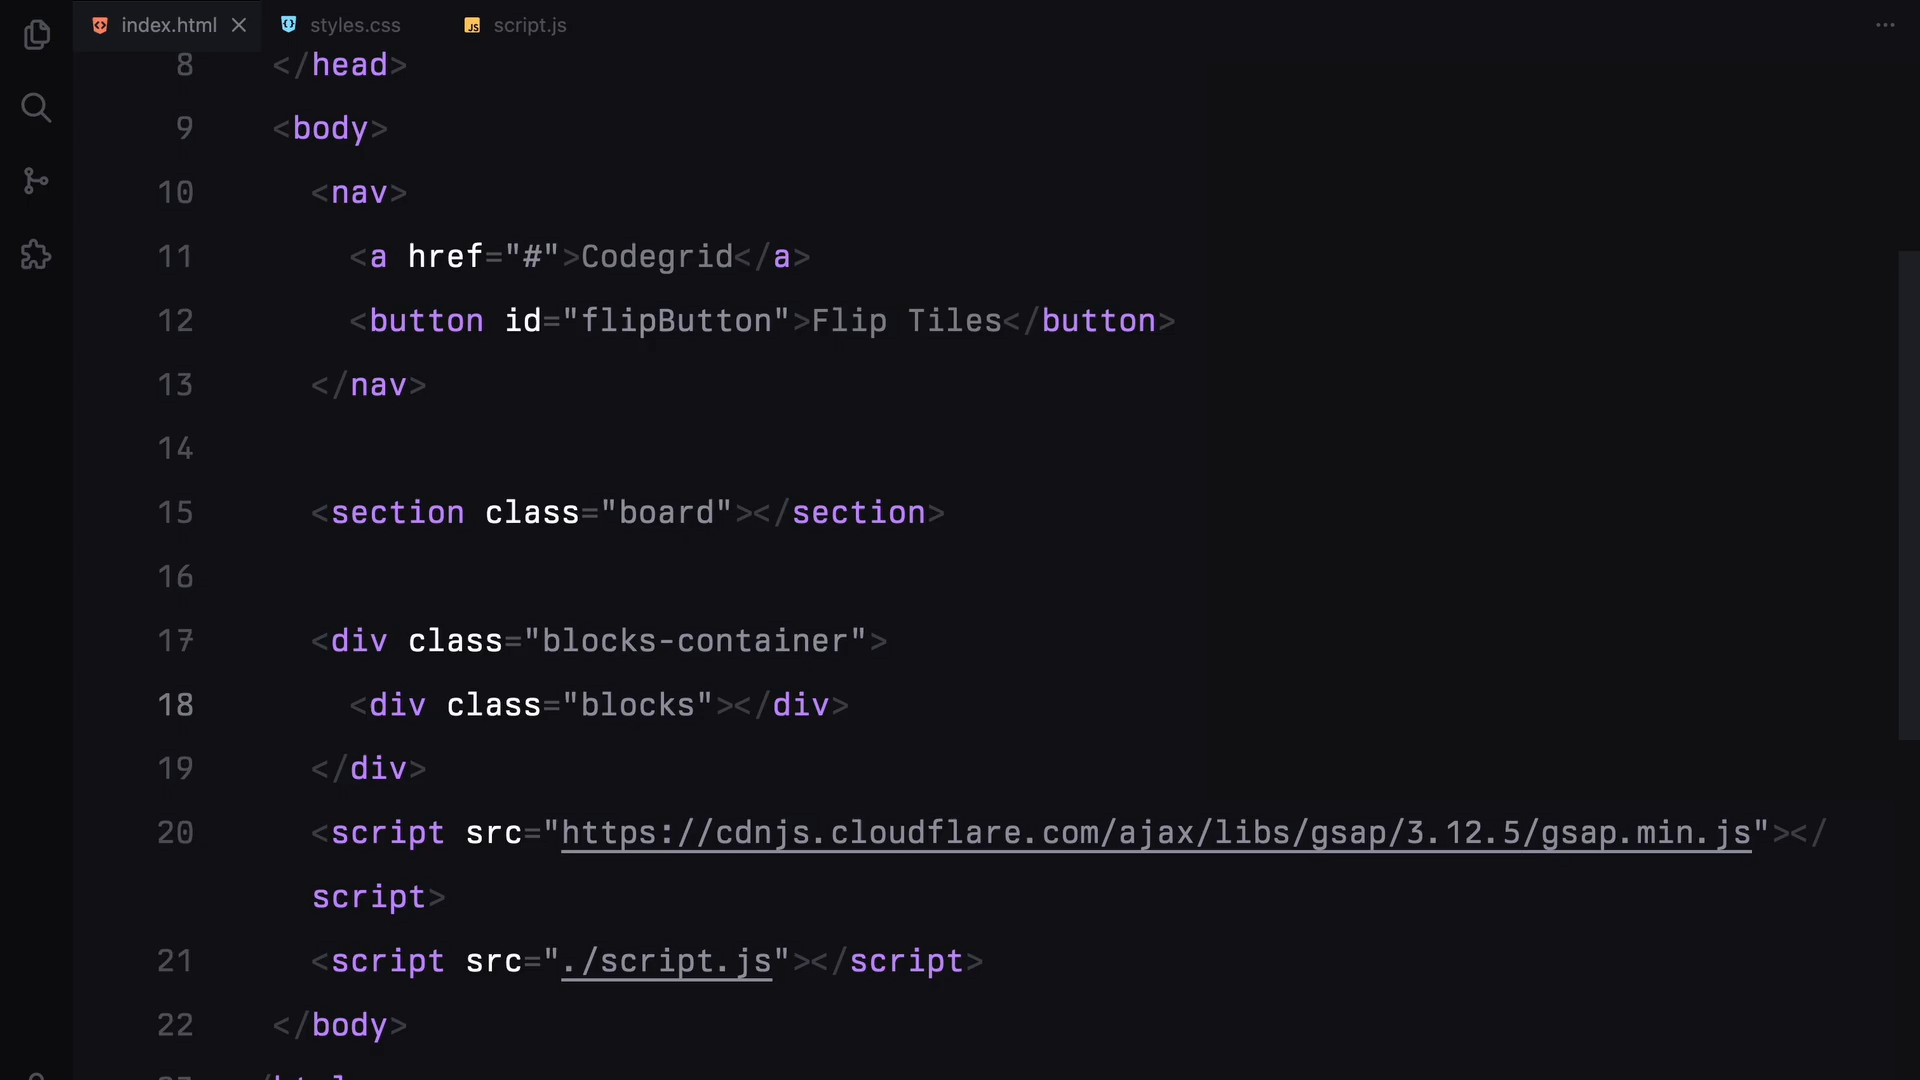 index.html
styles.css
JS script.js
8 </head>
9 <body>
10 <nav>
11 <a href="#">Codegrid</a>
12 <button id="flipButton">Flip Tiles</button>
13 </nav>
14
15 <section class="board"></section>
16
17 <div class="blocks-container">
18 <div class="blocks"></div>
19 </div>
20 <script src="https://cdnjs.cloudflare.com/ajax/libs/gsap/3.12.5/gsap.min.js"></
script>
21 <script src="./script.js"></script>
22 </body>